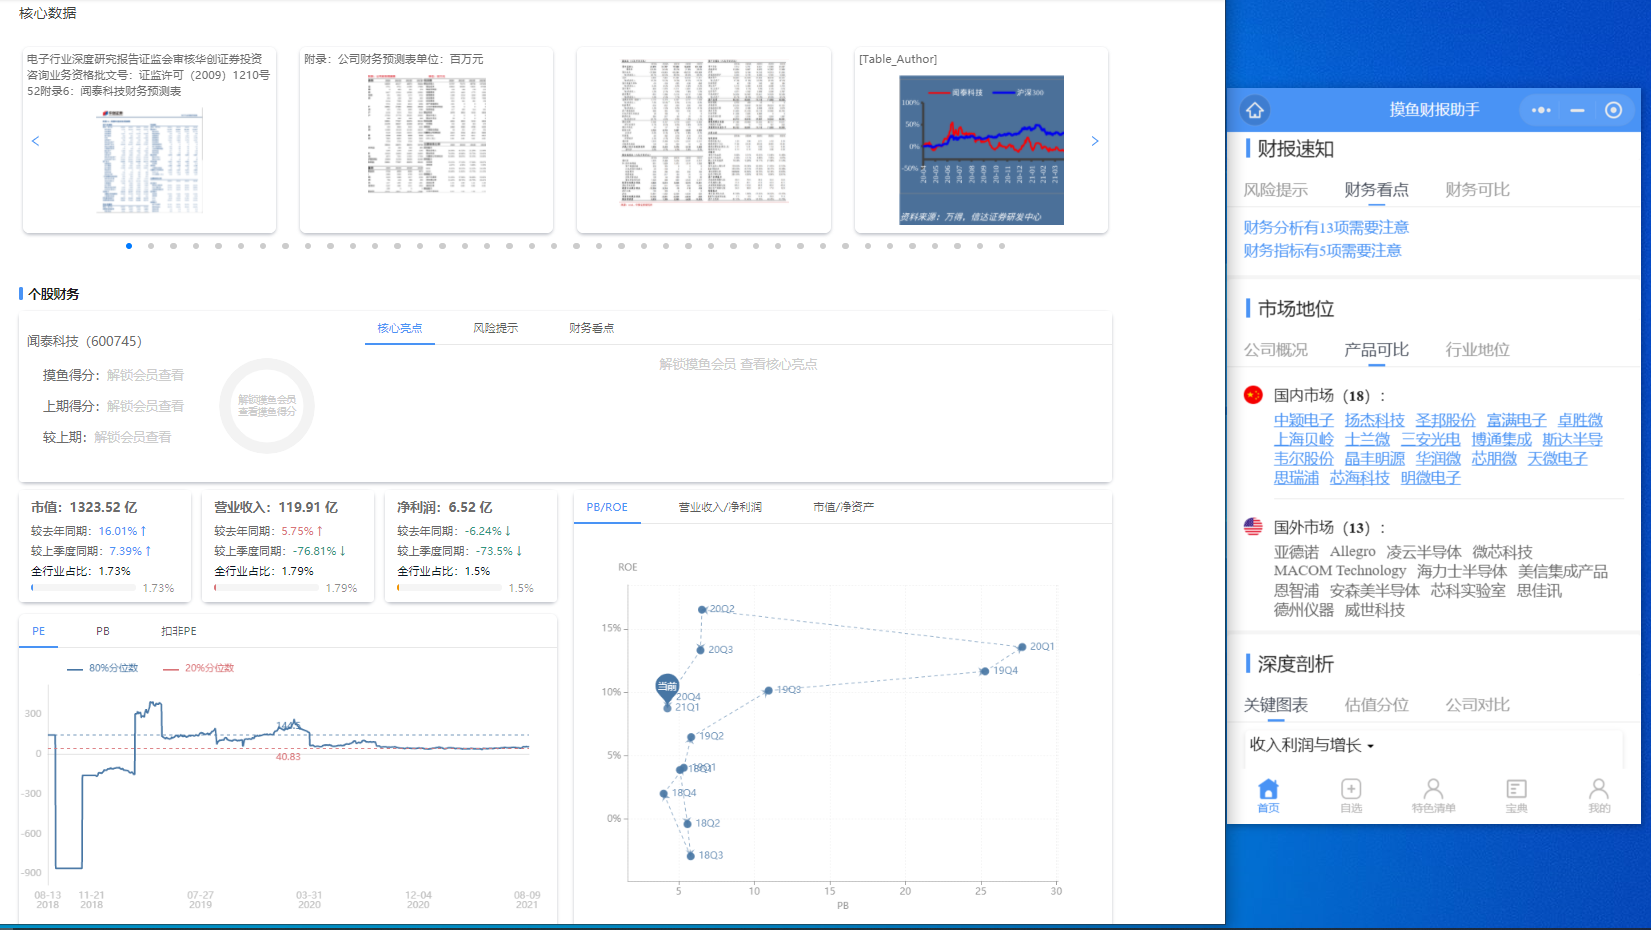 核心数据
电子行业深度研究报告证监会审核华创证券投资
咨询业务资格批文号：证监许可（2009）1210号
52附录6：闻泰科技财务预测表
附录：公司财务预测表单位：百万元
[Table_Author]
闻泰科技 沪深300
100%
50%
0%
-50%
20-04 20-05 20-06 20-07 20-08 20-09 20-10 20-11 20-12 21-01 21-02 21-03
资料来源：万得，信达证券研发中心
个股财务
闻泰科技（600745）
核心亮点 风险提示 财务看点
解锁摸鱼会员 查看核心亮点
摸鱼得分：解锁会员查看
上期得分：解锁会员查看
较上期：解锁会员查看
解锁摸鱼会员
查看摸鱼得分
市值：1323.52 亿
较去年同期：16.01% ↑
较上季度同期：7.39% ↑
全行业占比：1.73%
1.73%
营业收入：119.91 亿
较去年同期：5.75% ↑
较上季度同期：-76.81% ↓
全行业占比：1.79%
1.79%
净利润：6.52 亿
较去年同期：-6.24% ↓
较上季度同期：-73.5% ↓
全行业占比：1.5%
1.5%
PE PB 扣非PE
80%分位数 20%分位数
300
0
-300
-600
-900
40.83
08-13 11-21 07-27 03-31 12-04 08-09
2018 2018 2019 2020 2020 2021
PB/ROE 营业收入/净利润 市值/净资产
ROE
15%
10%
5%
0%
20Q2
20Q1
20Q3
19Q4
当前
19Q3
20Q4
21Q1
19Q2
19Q1
18Q1
18Q4
18Q2
18Q3
5 10 15 20 25 30
PB
摸鱼财报助手
财报速知
风险提示 财务看点 财务可比
财务分析有13项需要注意
财务指标有5项需要注意
市场地位
公司概况 产品可比 行业地位
国内市场（18）：
中颖电子 扬杰科技 圣邦股份 富满电子 卓胜微
上海贝岭 士兰微 三安光电 博通集成 斯达半导
韦尔股份 晶丰明源 华润微 芯朋微 天微电子
思瑞浦 芯海科技 明微电子
国外市场（13）：
亚德诺 Allegro 凌云半导体 微芯科技
MACOM Technology 海力士半导体 美信集成产品
恩智浦 安森美半导体 芯科实验室 思佳讯
德州仪器 威世科技
深度剖析
关键图表 估值分位 公司对比
收入利润与增长
首页 自选 特色清单 宝典 我的